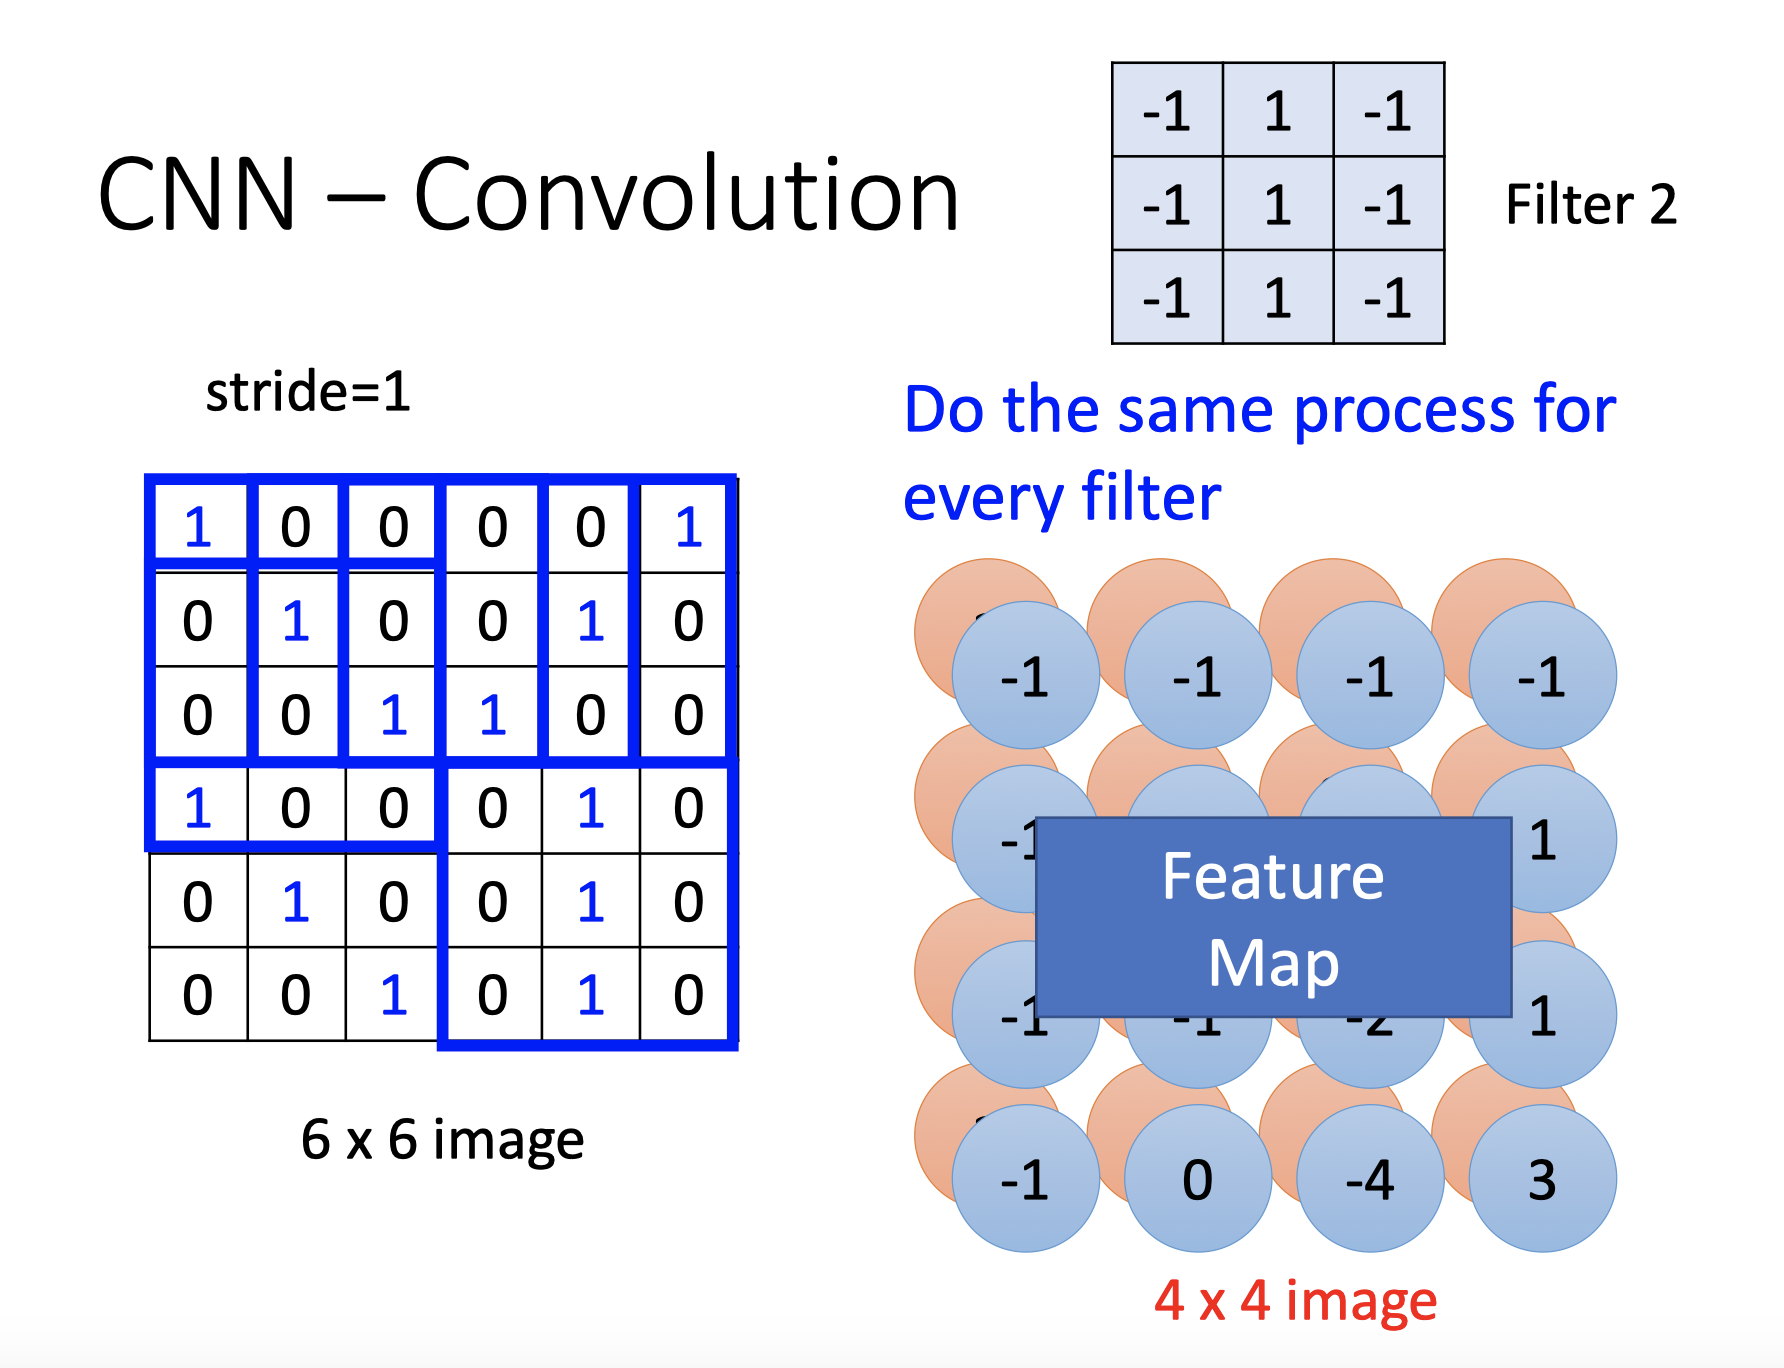 -1 1 -1
CNN – Convolution
-1 1 -1
Filter 2
-1 1 -1
stride=1
Do the same process for
every filter
1 0 0 0 0 1
0 1 0 0 1 0
0 0 1 1 0 0
1 0 0 0 1 0
0 1 0 0 1 0
0 0 1 0 1 0
6 x 6 image
-1 -1 -1 -1
-1 1
Feature
Map
-1 -1 -2 1
-1 0 -4 3
4 x 4 image